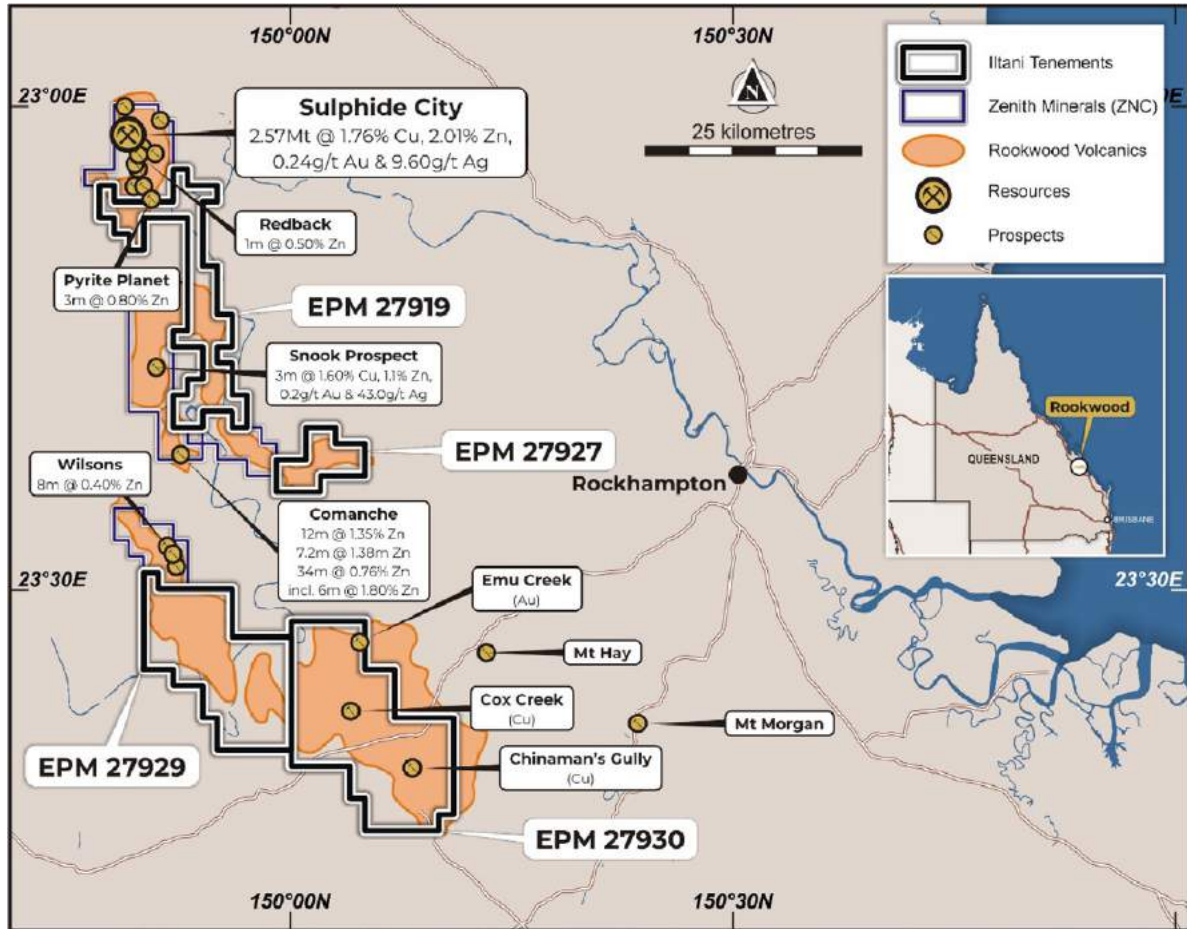 150°00N
150°30N
23°00E
Sulphide City
2.57Mt @ 1.76% Cu, 2.01% Zn,
0.24g/t Au & 9.60g/t Ag
N
25 kilometres
Iltani Tenements
Zenith Minerals (ZNC)
Rookwood Volcanics
Resources
Prospects
Redback
1m @ 0.50% Zn
Pyrite Planet
3m @ 0.80% Zn
EPM 27919
Snook Prospect
3m @ 1.60% Cu, 1.1% Zn,
0.2g/t Au & 43.0g/t Ag
Rookwood
QUEENSLAND
BRISBANE
EPM 27927
Wilsons
8m @ 0.40% Zn
Rockhampton
Comanche
12m @ 1.35% Zn
7.2m @ 1.38m Zn
34m @ 0.76% Zn
incl. 6m @ 1.80% Zn
23°30E
23°30E
Emu Creek
(Au)
Mt Hay
Cox Creek
(Cu)
Mt Morgan
EPM 27929
Chinaman's Gully
(Cu)
EPM 27930
150°00N
150°30N